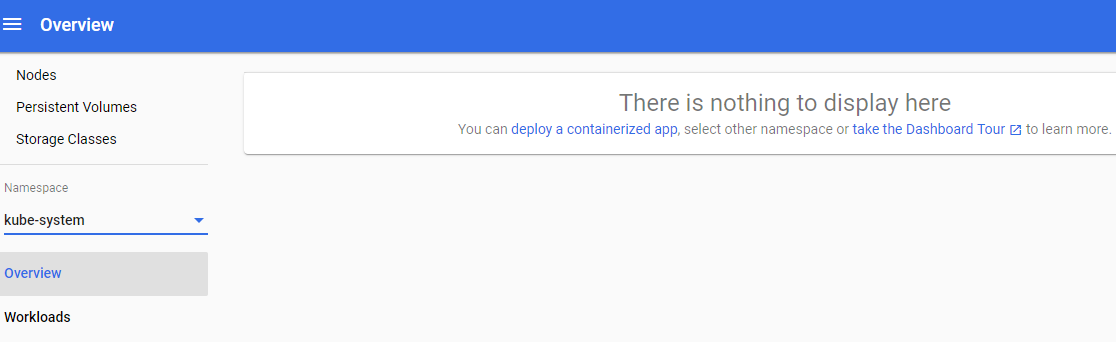 Overview
Nodes
Persistent Volumes
Storage Classes
Namespace
kube-system
Overview
Workloads
There is nothing to display here
You can deploy a containerized app, select other namespace or take the Dashboard Tour to learn more.